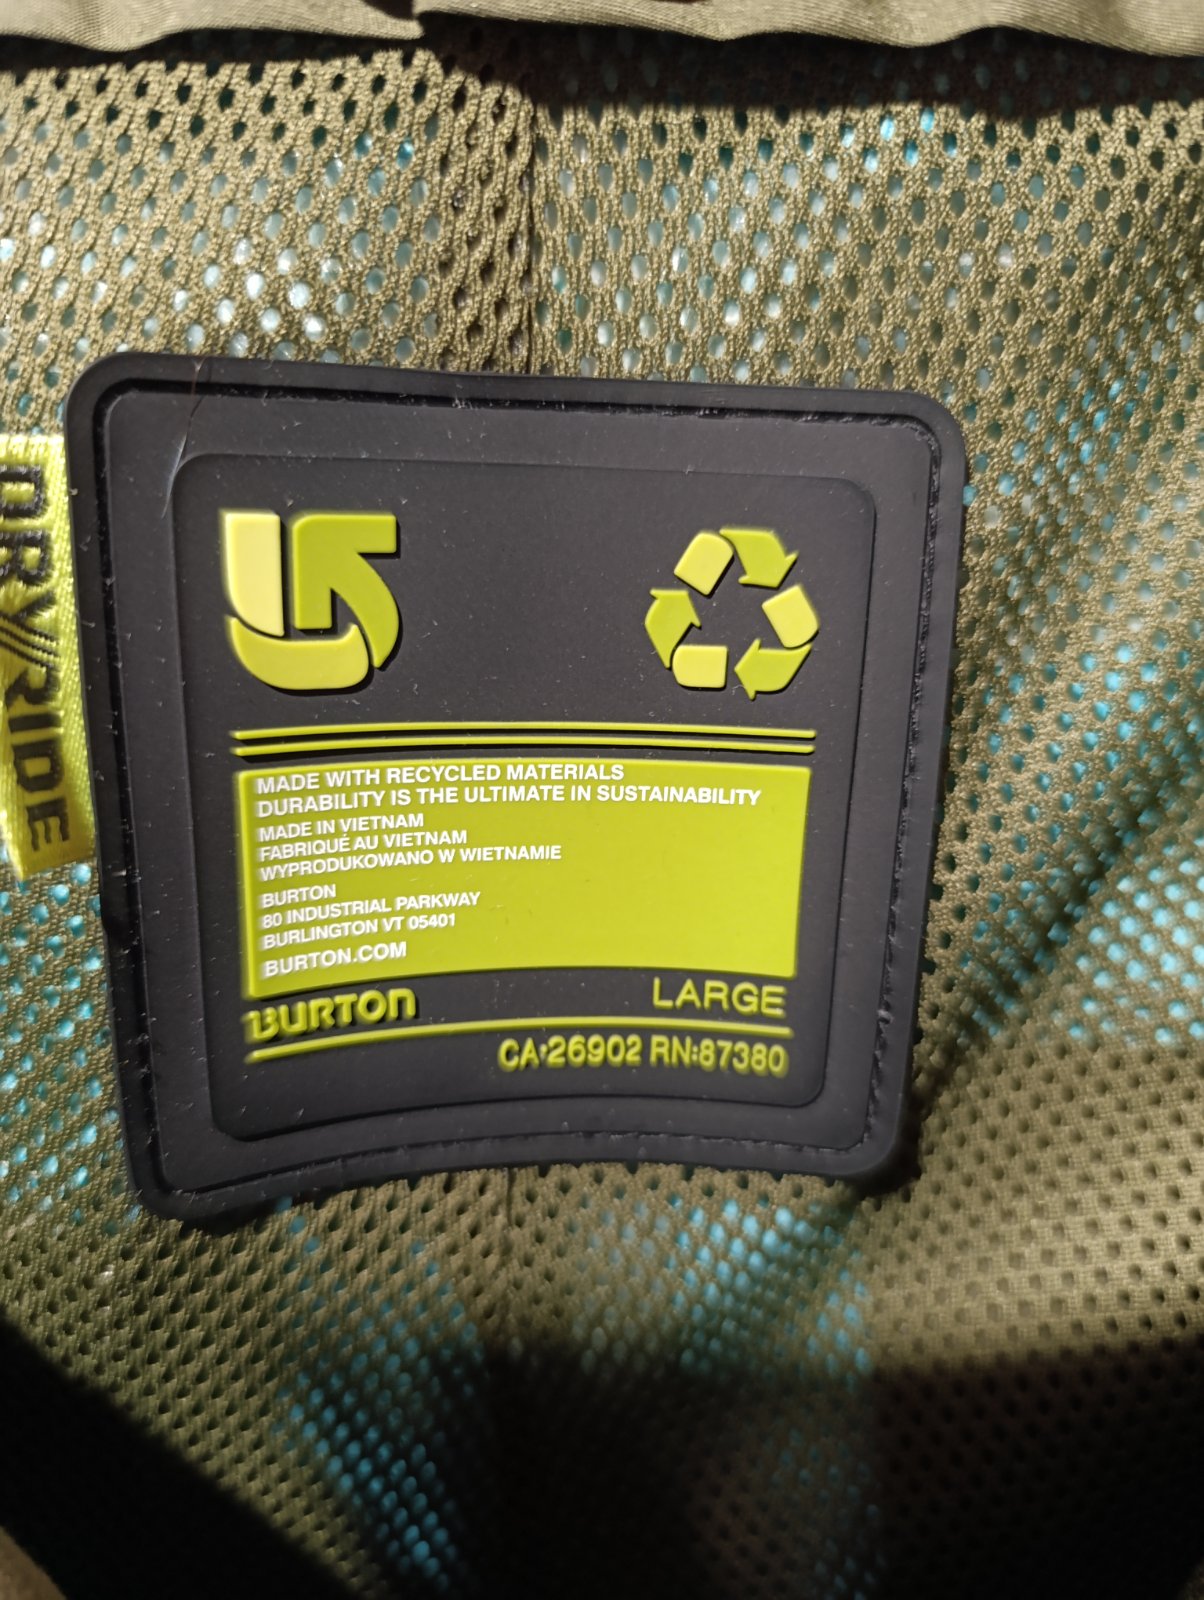 DRYRIDE
MADE WITH RECYCLED MATERIALS
DURABILITY IS THE ULTIMATE IN SUSTAINABILITY
MADE IN VIETNAM
FABRIQUÉ AU VIETNAM
WYPRODUKOWANO W WIETNAMIE
BURTON
80 INDUSTRIAL PARKWAY
BURLINGTON VT 05401
BURTON.COM
BURTON
LARGE
CA:26902 RN:87380